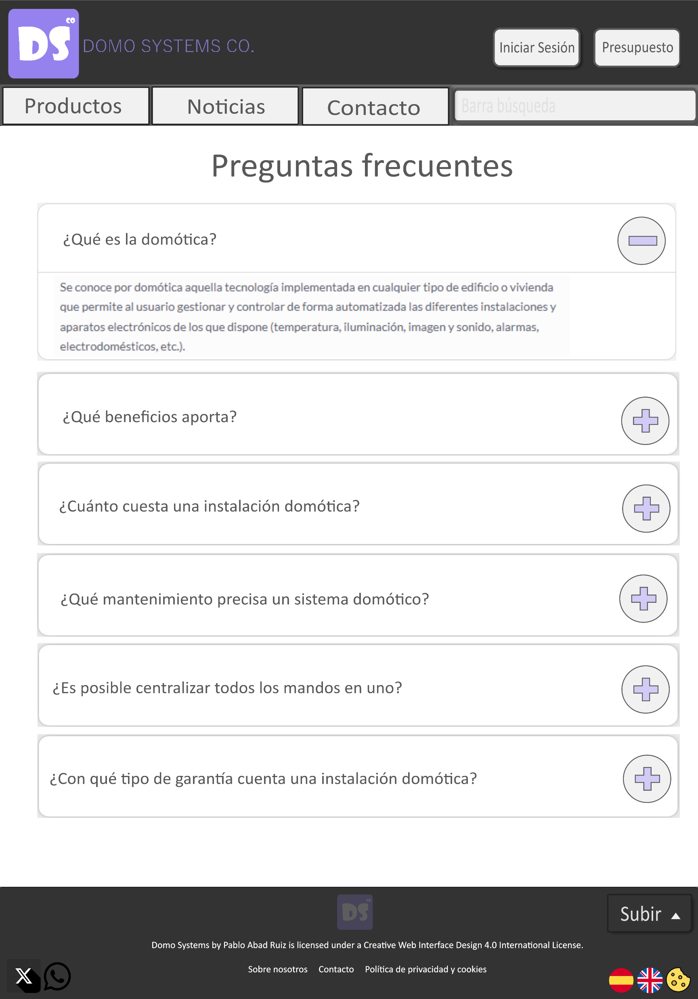 DS CO
DOMO SYSTEMS CO.
Iniciar Sesión
Presupuesto
Productos
Noticias
Contacto
Barra búsqueda
Preguntas frecuentes
¿Qué es la domótica?
Se conoce por domótica aquella tecnología implementada en cualquier tipo de edificio o vivienda
que permite al usuario gestionar y controlar de forma automatizada las diferentes instalaciones y
aparatos electrónicos de los que dispone (temperatura, iluminación, imagen y sonido, alarmas,
electrodomésticos, etc.).
¿Qué beneficios aporta?
¿Cuánto cuesta una instalación domótica?
¿Qué mantenimiento precisa un sistema domótico?
¿Es posible centralizar todos los mandos en uno?
¿Con qué tipo de garantía cuenta una instalación domótica?
DS CO
Subir
Domo Systems by Pablo Abad Ruiz is licensed under a Creative Web Interface Design 4.0 International License.
Sobre nosotros
Contacto
Política de privacidad y cookies
X